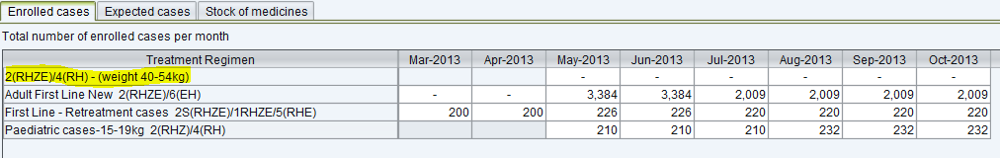 Enrolled cases Expected cases Stock of medicines
Total number of enrolled cases per month
Treatment Regimen Mar-2013 Apr-2013 May-2013 Jun-2013 Jul-2013 Aug-2013 Sep-2013 Oct-2013
2(RHZE)/4(RH) - (weight 40-54kg) - - - - - -
Adult First Line New 2(RHZE)/6(EH) - - 3,384 3,384 2,009 2,009 2,009 2,009
First Line - Retreatment cases 2S(RHZE)/1RHZE/5(RHE) 200 200 226 226 220 220 220 220
Paediatric cases-15-19kg 2(RHZ)/4(RH) 210 210 210 232 232 232